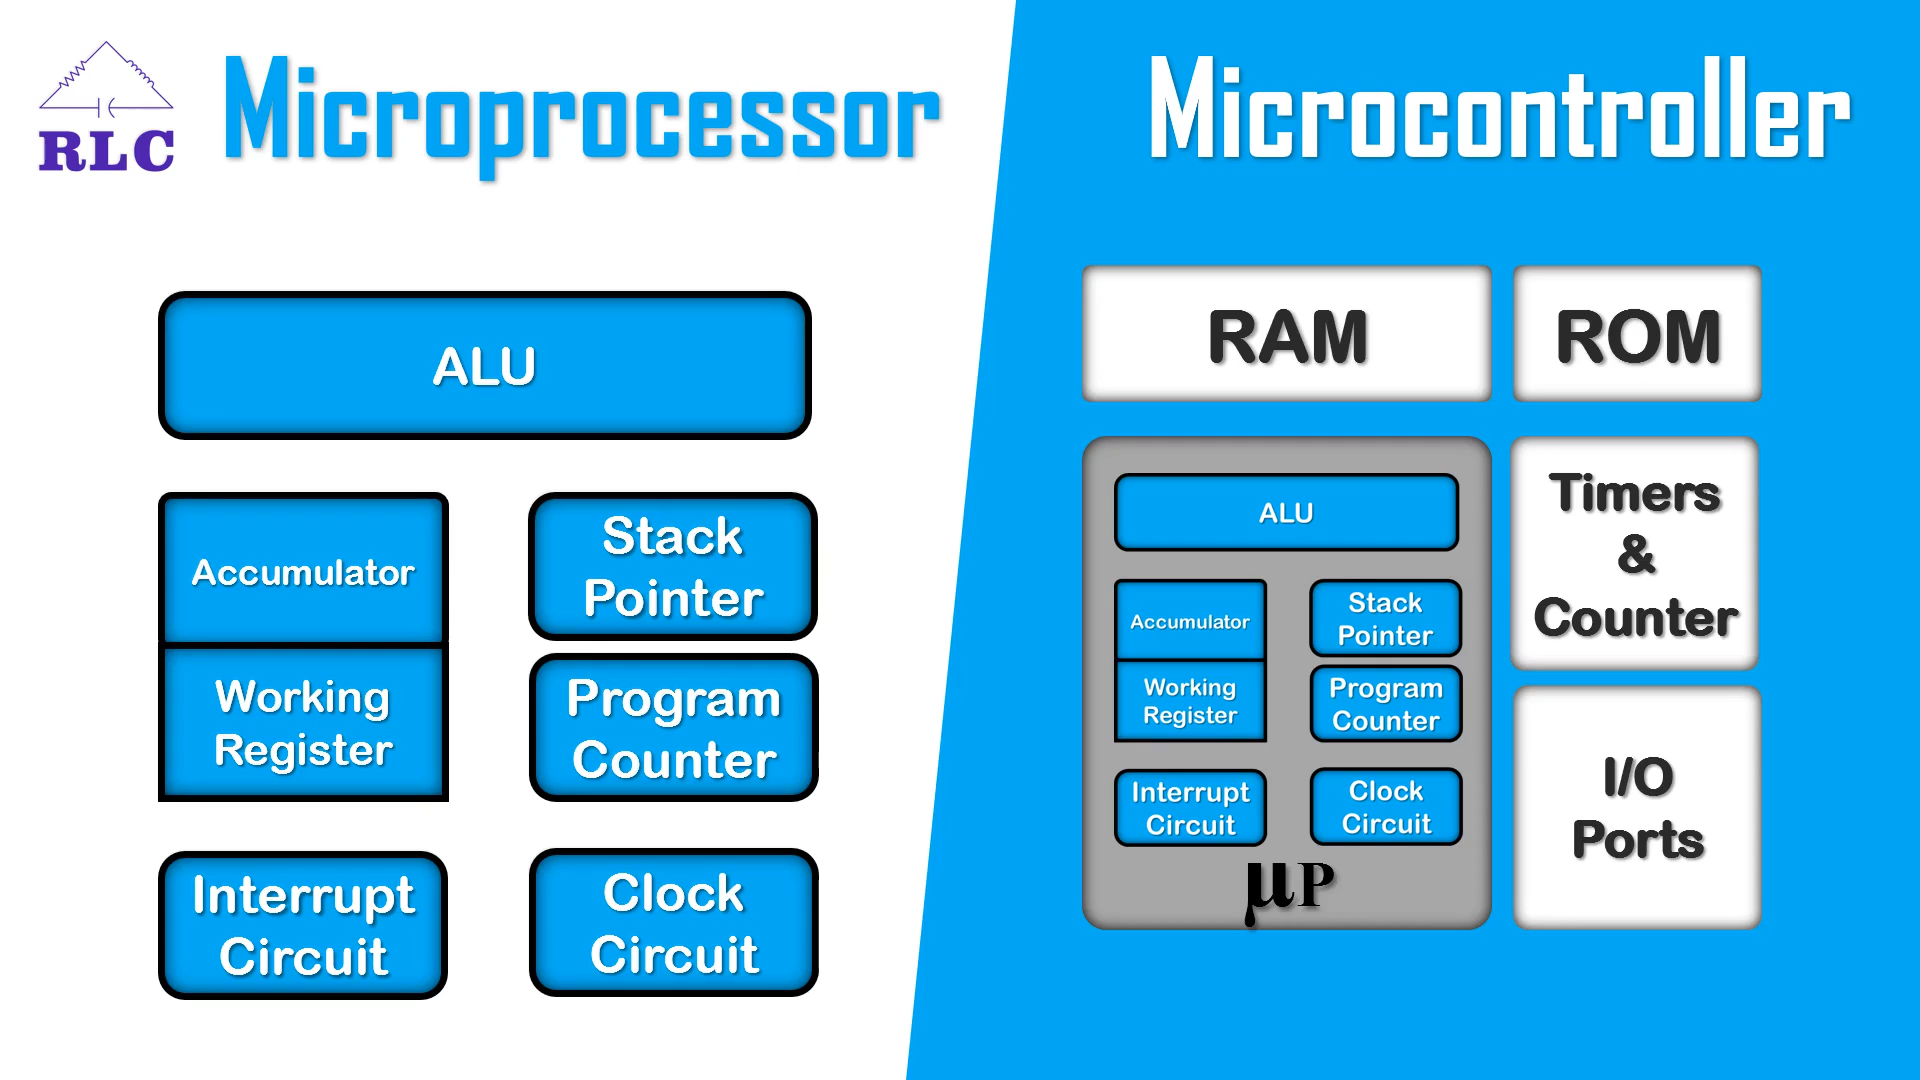 RLC
Microprocessor
ALU
Accumulator
Stack
Pointer
Working
Register
Program
Counter
Interrupt
Circuit
Clock
Circuit
Microcontroller
RAM
ROM
ALU
Accumulator
Stack
Pointer
Working
Register
Program
Counter
Interrupt
Circuit
Clock
Circuit
μP
Timers
&
Counter
I/O
Ports